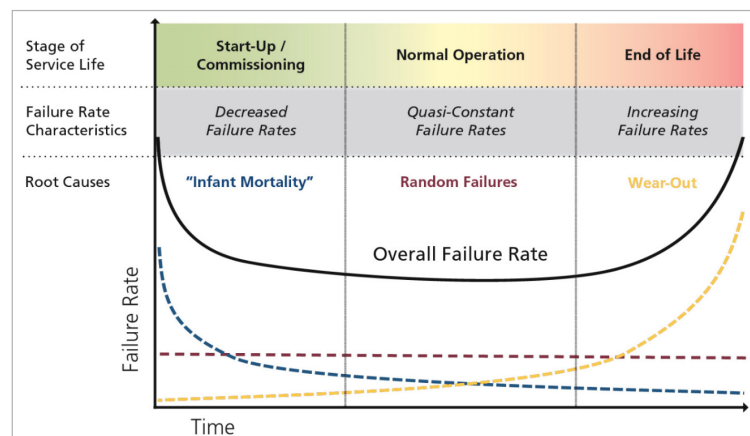 Stage of
Service Life
Start-Up /
Commissioning
Normal Operation
End of Life
Failure Rate
Characteristics
Decreased
Failure Rates
Quasi-Constant
Failure Rates
Increasing
Failure Rates
Root Causes
“Infant Mortality”
Random Failures
Wear-Out
Overall Failure Rate
Failure Rate
Time